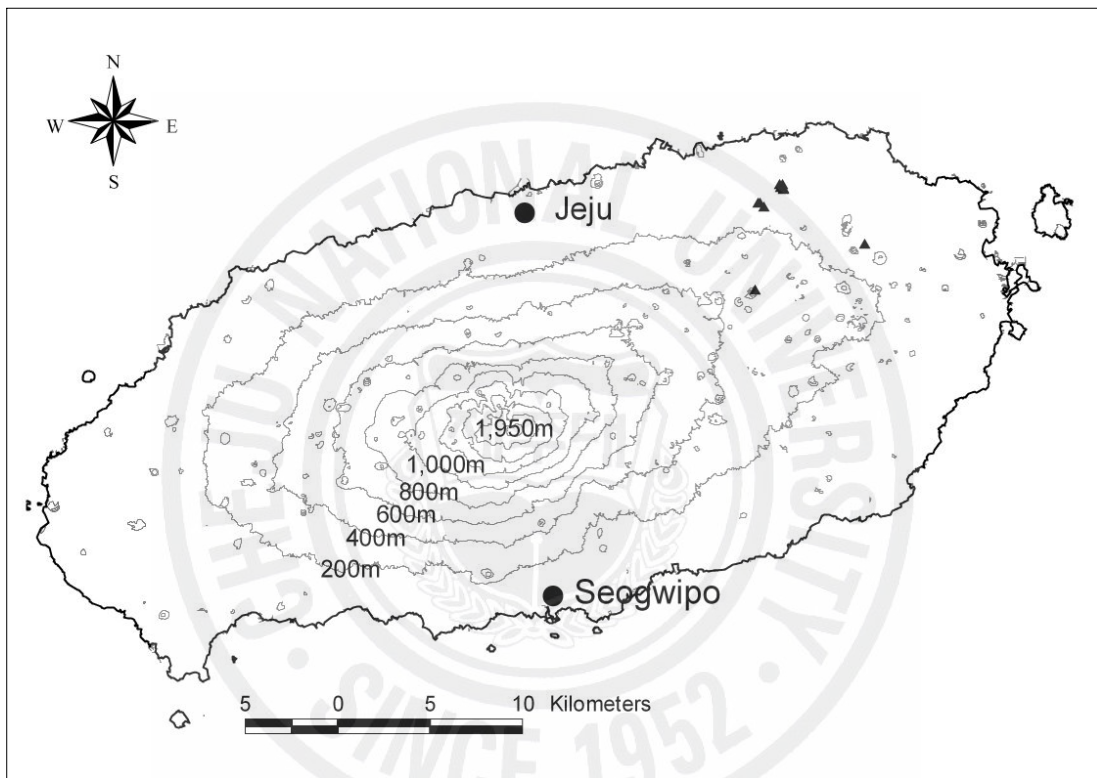 N
W E
S
Jeju
1,950m
1,000m
800m
600m
400m
200m
Seogwipo
5 0 5 10 Kilometers
CHEJU NATIONAL UNIVERSITY
SINCE 1952